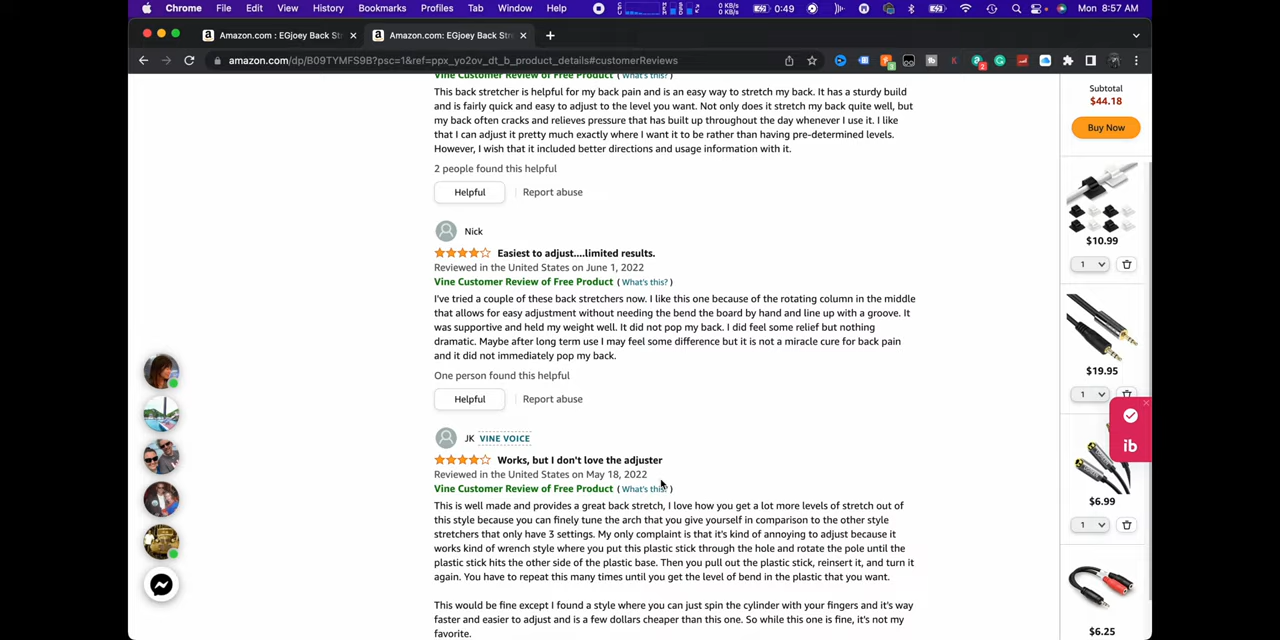 Chrome File Edit View History Bookmarks Profiles Tab Window Help 0 KB/s 0 KB/s 0:49 Mon 8:57 AM
Amazon.com : EGjoey Back St Amazon.com: EGjoey Back Str
amazon.com/dp/B09TYMFS9B?psc=1&ref=ppx_yo2ov_dt_b_product_details#customerReviews
Vine Customer Review of Free Product ( What's this? )
This back stretcher is helpful for my back pain and is an easy way to stretch my back. It has a sturdy build
and is fairly quick and easy to adjust to the level you want. Not only does it stretch my back quite well, but
my back often cracks and relieves pressure that has built up throughout the day whenever I use it. I like
that I can adjust it pretty much exactly where I want it to be rather than having pre-determined levels.
However, I wish that it included better directions and usage information with it.
2 people found this helpful
Helpful | Report abuse
Nick
Easiest to adjust....limited results.
Reviewed in the United States on June 1, 2022
Vine Customer Review of Free Product ( What's this? )
I've tried a couple of these back stretchers now. I like this one because of the rotating column in the middle
that allows for easy adjustment without needing the bend the board by hand and line up with a groove. It
was supportive and held my weight well. It did not pop my back. I did feel some relief but nothing
dramatic. Maybe after long term use I may feel some difference but it is not a miracle cure for back pain
and it did not immediately pop my back.
One person found this helpful
Helpful | Report abuse
JK VINE VOICE
Works, but I don't love the adjuster
Reviewed in the United States on May 18, 2022
Vine Customer Review of Free Product ( What's this? )
This is well made and provides a great back stretch, I love how you get a lot more levels of stretch out of
this style because you can finely tune the arch that you give yourself in comparison to the other style
stretchers that only have 3 settings. My only complaint is that it's kind of annoying to adjust because it
works kind of wrench style where you put this plastic stick through the hole and rotate the pole until the
plastic stick hits the other side of the plastic base. Then you pull out the plastic stick, reinsert it, and turn it
again. You have to repeat this many times until you get the level of bend in the plastic that you want.
This would be fine except I found a style where you can just spin the cylinder with your fingers and it's way
faster and easier to adjust and is a few dollars cheaper than this one. So while this one is fine, it's not my
favorite.
Subtotal
$44.18
Buy Now
$10.99
1
$19.95
1
ib
$6.99
1
$6.25